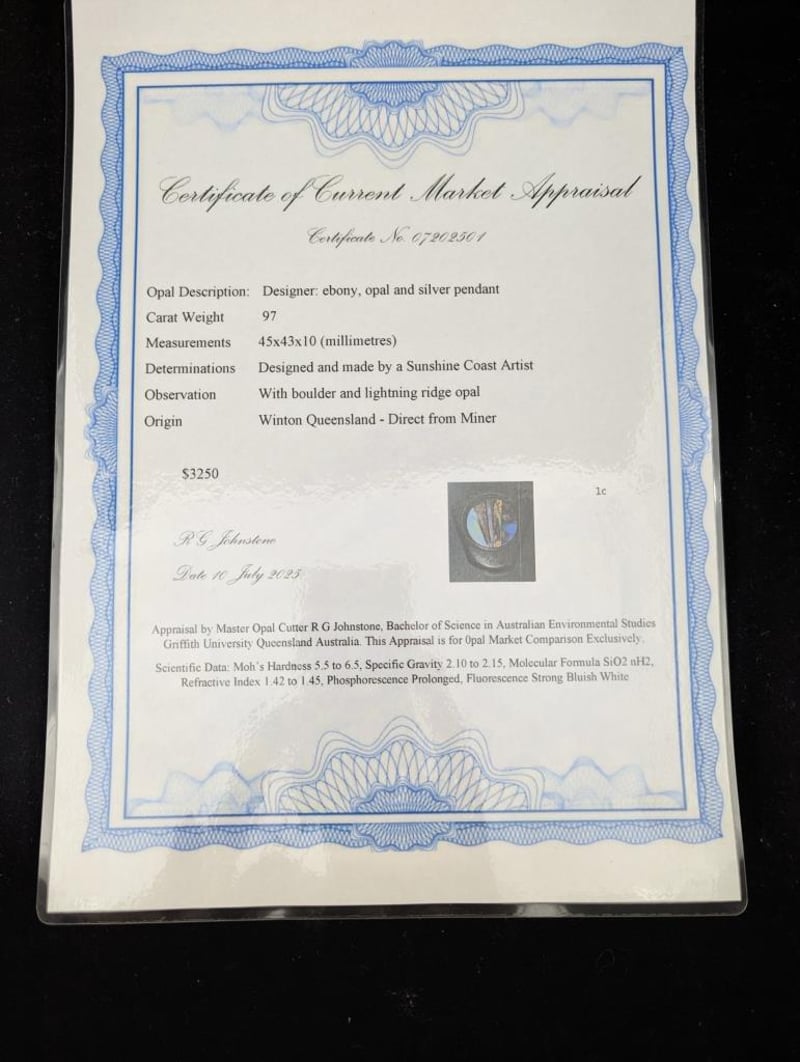 Certificate of Current Market Appraisal
Certificate No. 07202501
Opal Description: Designer: ebony, opal and silver pendant
Carat Weight 97
Measurements 45x43x10 (millimetres)
Determinations Designed and made by a Sunshine Coast Artist
Observation With boulder and lightning ridge opal
Origin Winton Queensland - Direct from Miner
$3250
1c
R G Johnstone
Date 10 July 2025
Appraisal by Master Opal Cutter R G Johnstone, Bachelor of Science in Australian Environmental Studies
Griffith University Queensland Australia. This Appraisal is for Opal Market Comparison Exclusively.
Scientific Data: Moh's Hardness 5.5 to 6.5, Specific Gravity 2.10 to 2.15, Molecular Formula SiO2 nH2,
Refractive Index 1.42 to 1.45, Phosphorescence Prolonged, Fluorescence Strong Bluish White